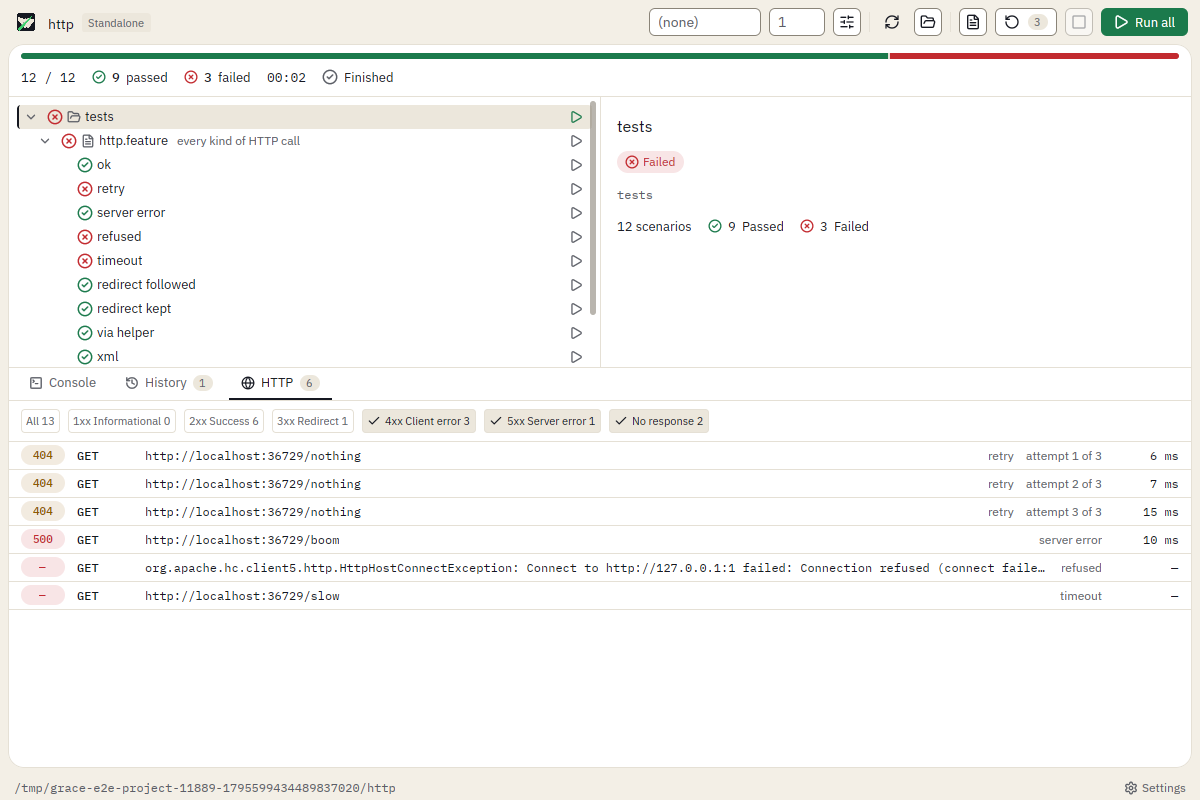 http Standalone (none) 1 3 Run all
12 / 12 9 passed 3 failed 00:02 Finished
tests
http.feature every kind of HTTP call
ok
retry
server error
refused
timeout
redirect followed
redirect kept
via helper
xml
tests
Failed
tests
12 scenarios 9 Passed 3 Failed
Console History 1 HTTP 6
All 13 1xx Informational 0 2xx Success 6 3xx Redirect 1 4xx Client error 3 5xx Server error 1 No response 2
404 GET http://localhost:36729/nothing retry attempt 1 of 3 6 ms
404 GET http://localhost:36729/nothing retry attempt 2 of 3 7 ms
404 GET http://localhost:36729/nothing retry attempt 3 of 3 15 ms
500 GET http://localhost:36729/boom server error 10 ms
— GET org.apache.hc.client5.http.HttpHostConnectException: Connect to http://127.0.0.1:1 failed: Connection refused (connect faile… refused —
— GET http://localhost:36729/slow timeout —
/tmp/grace-e2e-project-11889-1795599434489837020/http Settings